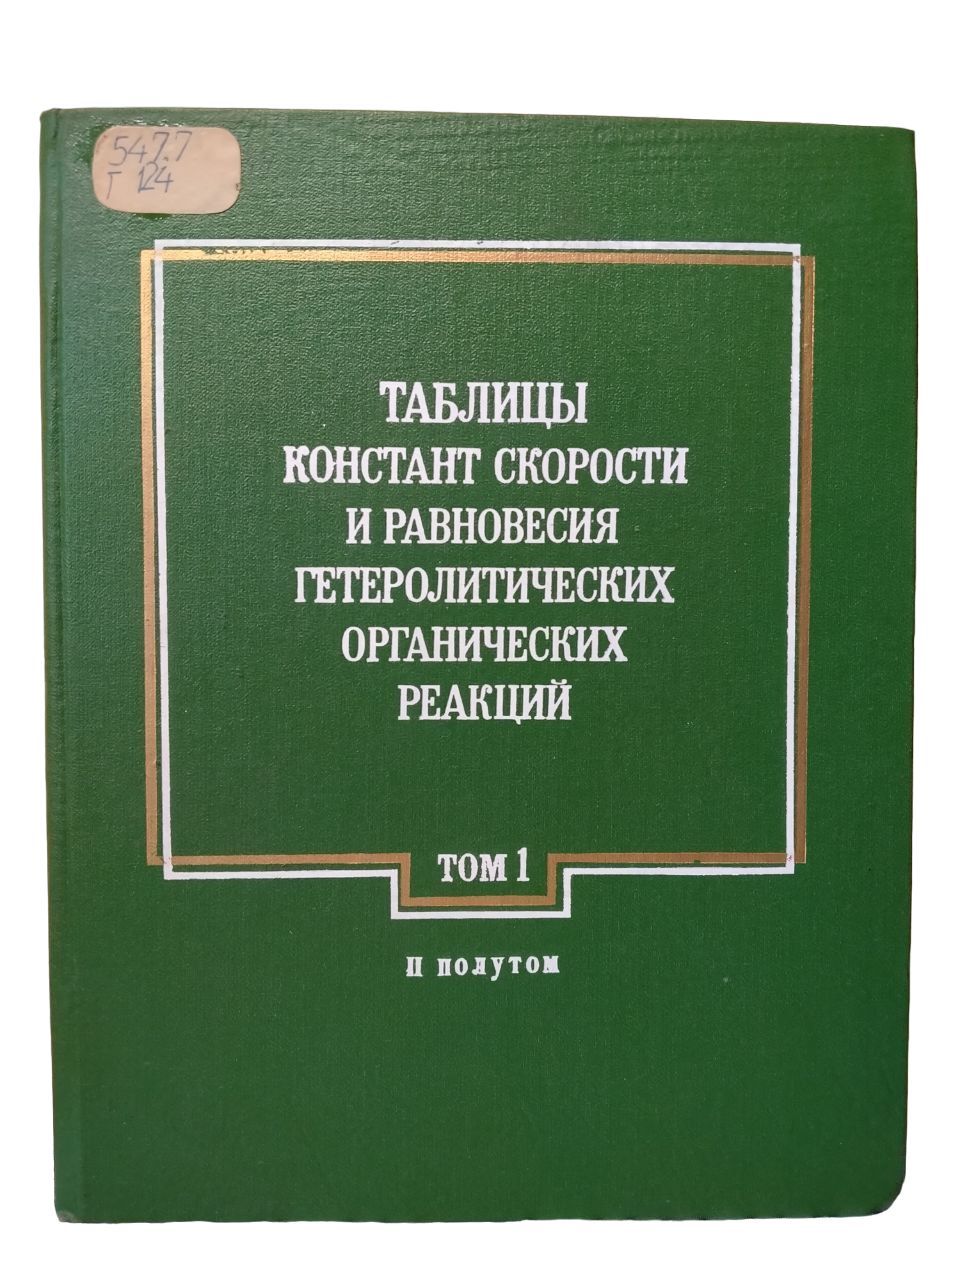 547.7
Т 124
ТАБЛИЦЫ
КОНСТАНТ СКОРОСТИ
И РАВНОВЕСИЯ
ГЕТЕРОЛИТИЧЕСКИХ
ОРГАНИЧЕСКИХ
РЕАКЦИЙ
ТОМ 1
II ПОЛУТОМ